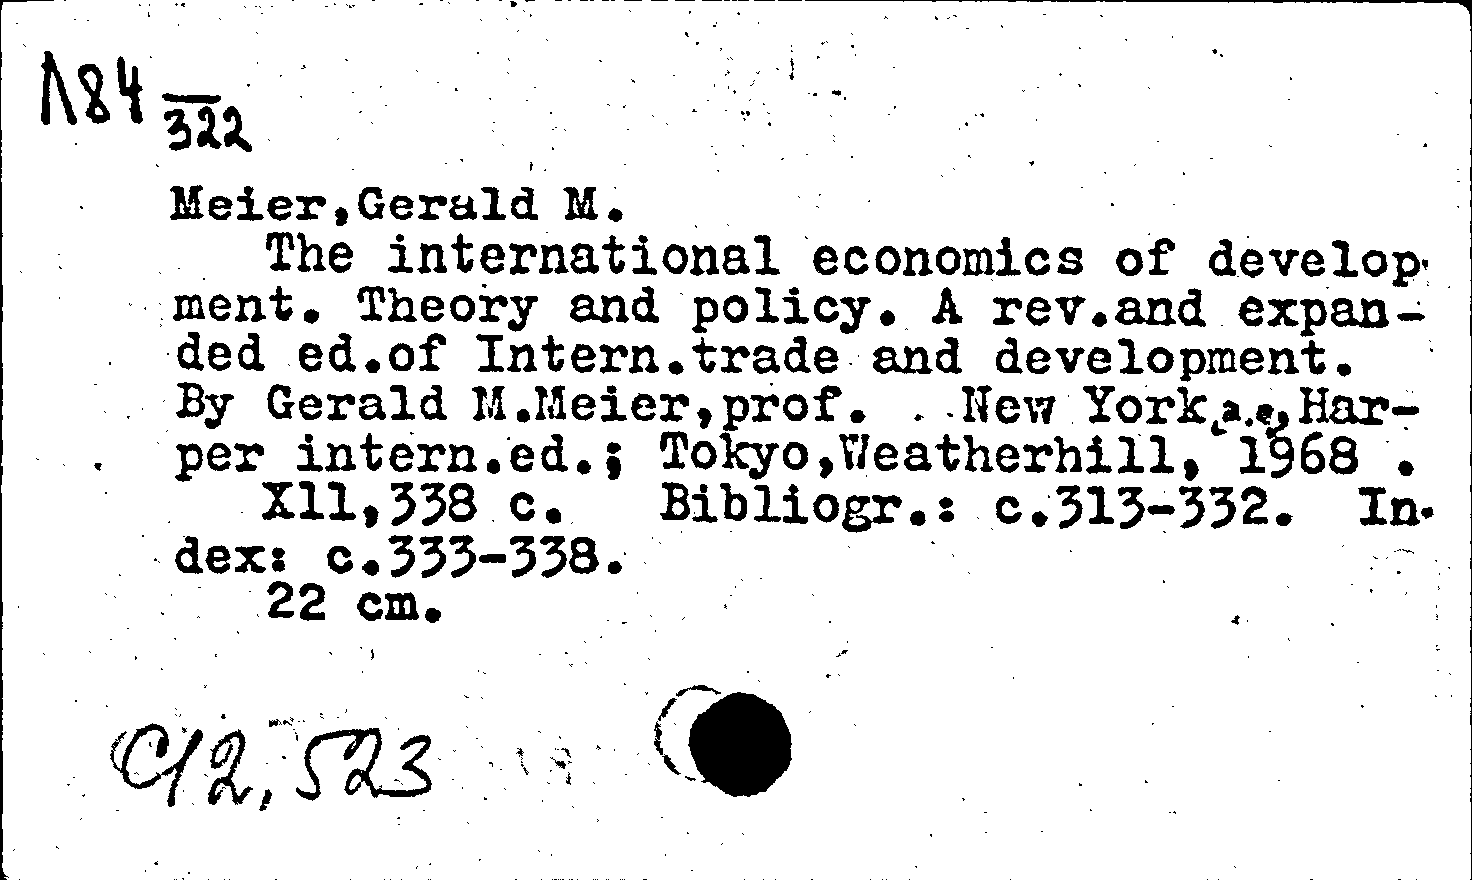 Л84
322
Meier,Gerald M.
The international economics of develop-
ment. Theory and policy. A rev.and expan-
ded ed.of Intern.trade and development.
By Gerald M.Meier,prof. . .New York a.o,Har-
per intern.ed.; Tokyo,Weatherhill, 1968 .
X11,338 c. Bibliogr.: c.313-332. In-
dex: c.333-338.
22 cm.
C12,523